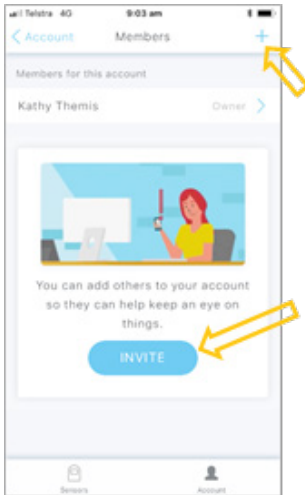 Telstra 4G 9:03 am
Account Members +
Members for this account
Kathy Themis Owner
You can add others to your account
so they can help keep an eye on
things.
INVITE
Sensors Account